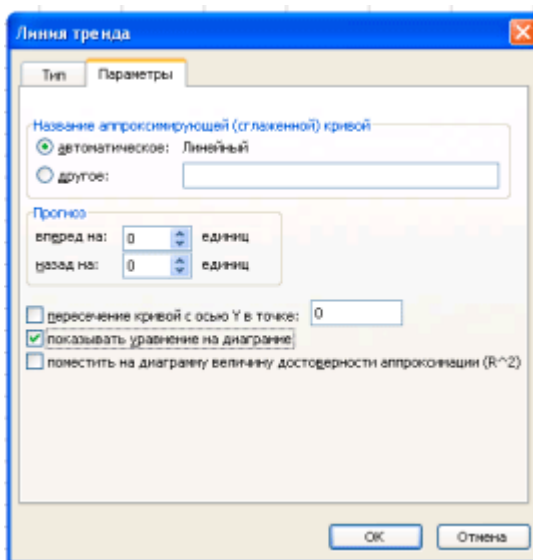 Линия тренда
Тип Параметры
Название аппроксимирующей (сглаженной) кривой
автоматическое: Линейный
другое:
Прогноз
вперед на: 0 единиц
назад на: 0 единиц
пересечение кривой с осью Y в точке: 0
показывать уравнение на диаграмме
поместить на диаграмму величину достоверности аппроксимации (R^2)
ОК Отмена